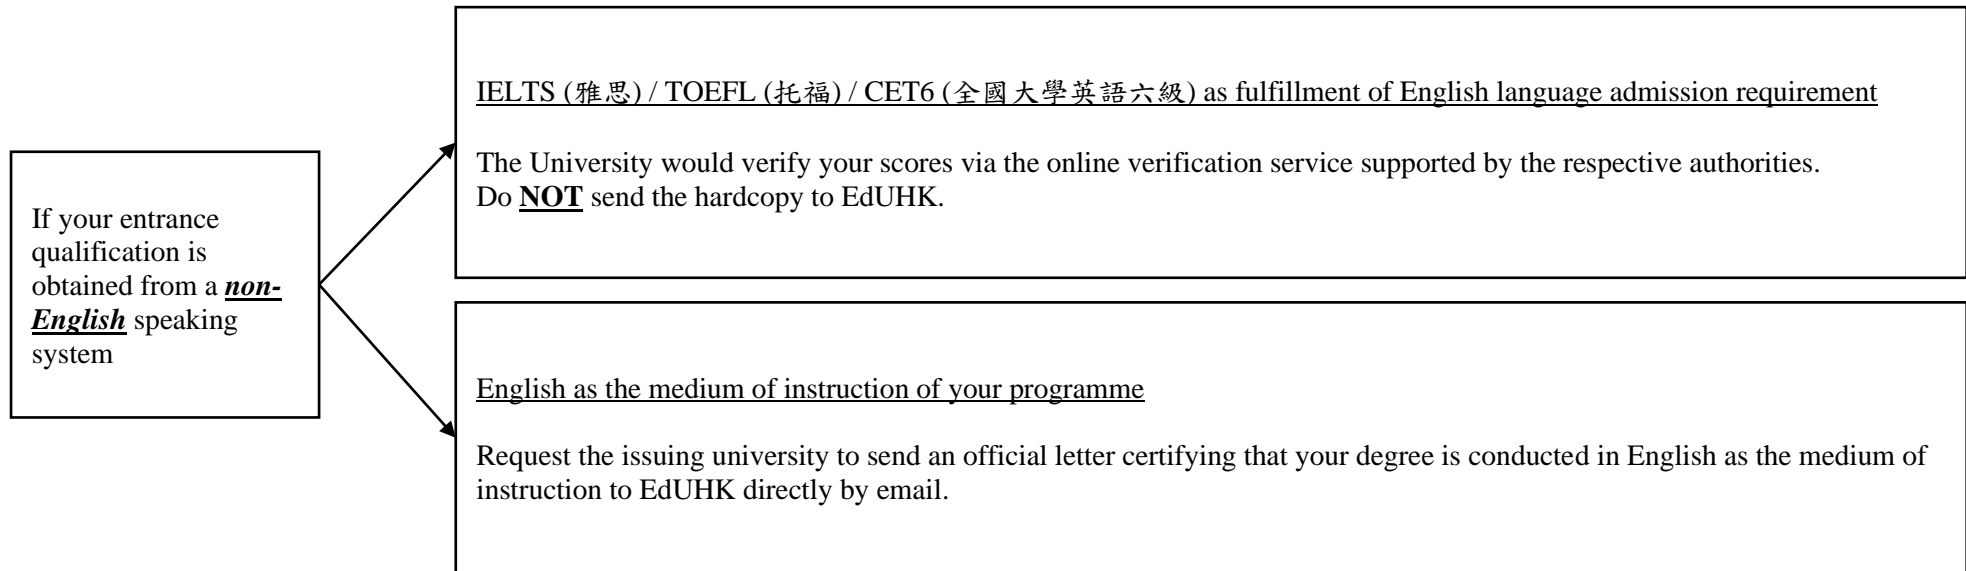 If your entrance
qualification is
obtained from a non-
English speaking
system
IELTS (雅思) / TOEFL (托福) / CET6 (全國大學英語六級) as fulfillment of English language admission requirement
The University would verify your scores via the online verification service supported by the respective authorities.
Do NOT send the hardcopy to EdUHK.
English as the medium of instruction of your programme
Request the issuing university to send an official letter certifying that your degree is conducted in English as the medium of
instruction to EdUHK directly by email.